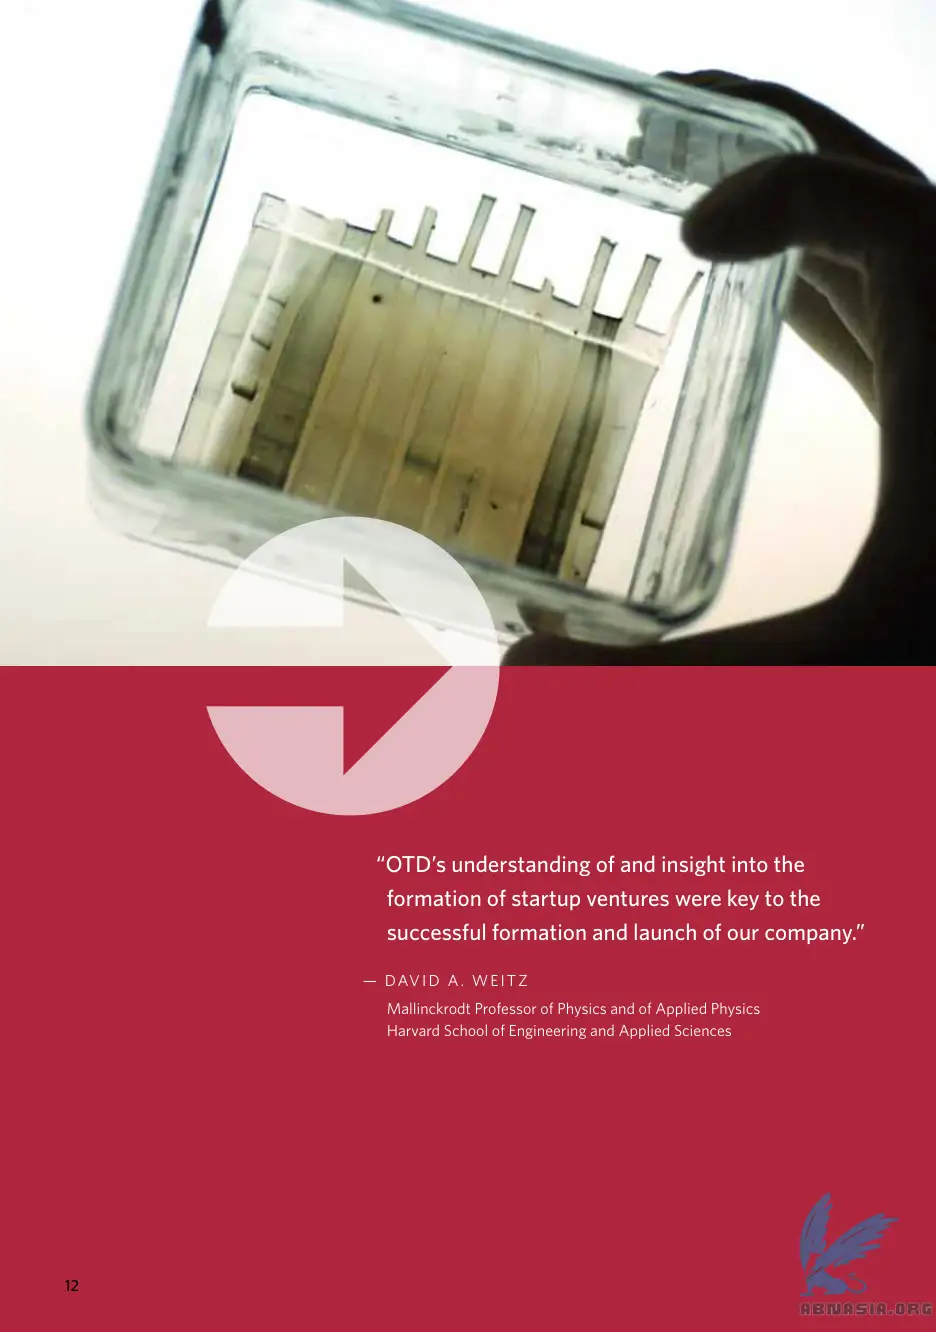 “OTD’s understanding of and insight into the
formation of startup ventures were key to the
successful formation and launch of our company.”
— DAVID A. WEITZ
Mallinckrodt Professor of Physics and of Applied Physics
Harvard School of Engineering and Applied Sciences
12
ABNASIA.ORG